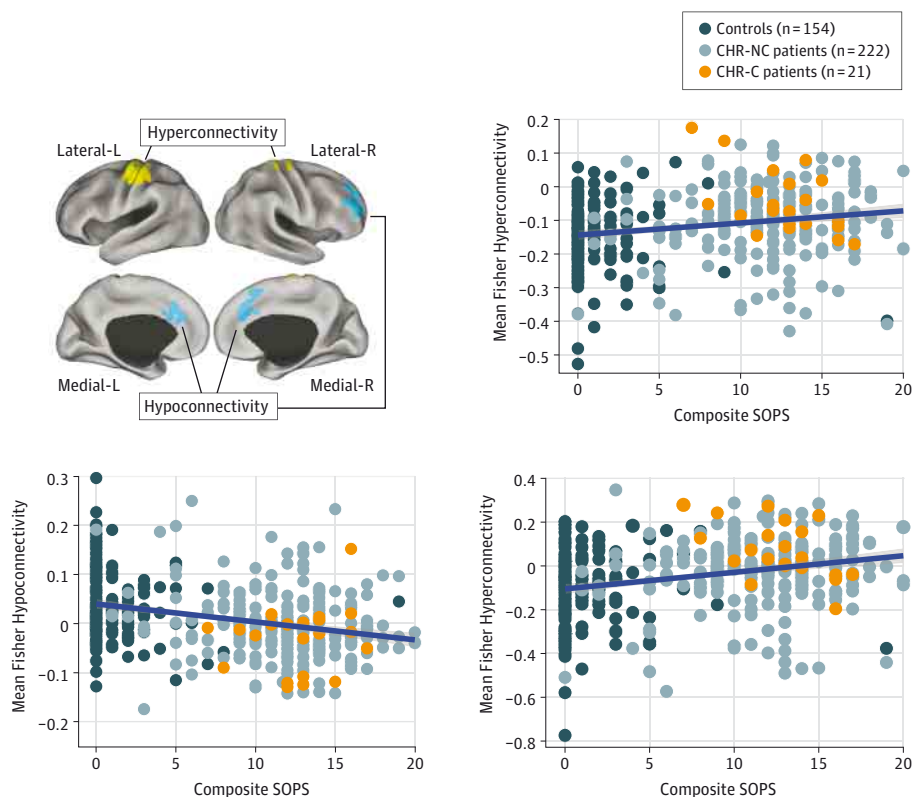 Controls (n=154)
CHR-NC patients (n=222)
CHR-C patients (n=21)
Hyperconnectivity
Lateral-L
Lateral-R
Medial-L
Medial-R
Hypoconnectivity
Mean Fisher Hyperconnectivity
0.2
0.1
0
−0.1
−0.2
−0.3
−0.4
−0.5
0 5 10 15 20
Composite SOPS
Mean Fisher Hypoconnectivity
0.3
0.2
0.1
0
−0.1
−0.2
0 5 10 15 20
Composite SOPS
Mean Fisher Hyperconnectivity
0.4
0.2
0
−0.2
−0.4
−0.6
−0.8
0 5 10 15 20
Composite SOPS